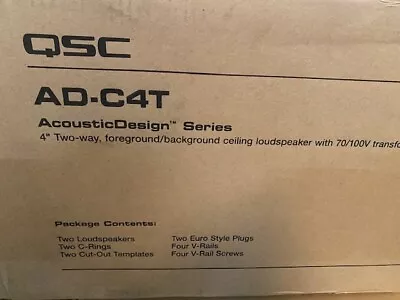 QSC
AD-C4T
AcousticDesign™ Series
4" Two-way, foreground/background ceiling loudspeaker with 70/100V transfo
Package Contents:
Two Loudspeakers
Two C-Rings
Two Cut-Out Templates
Two Euro Style Plugs
Four V-Rails
Four V-Rail Screws